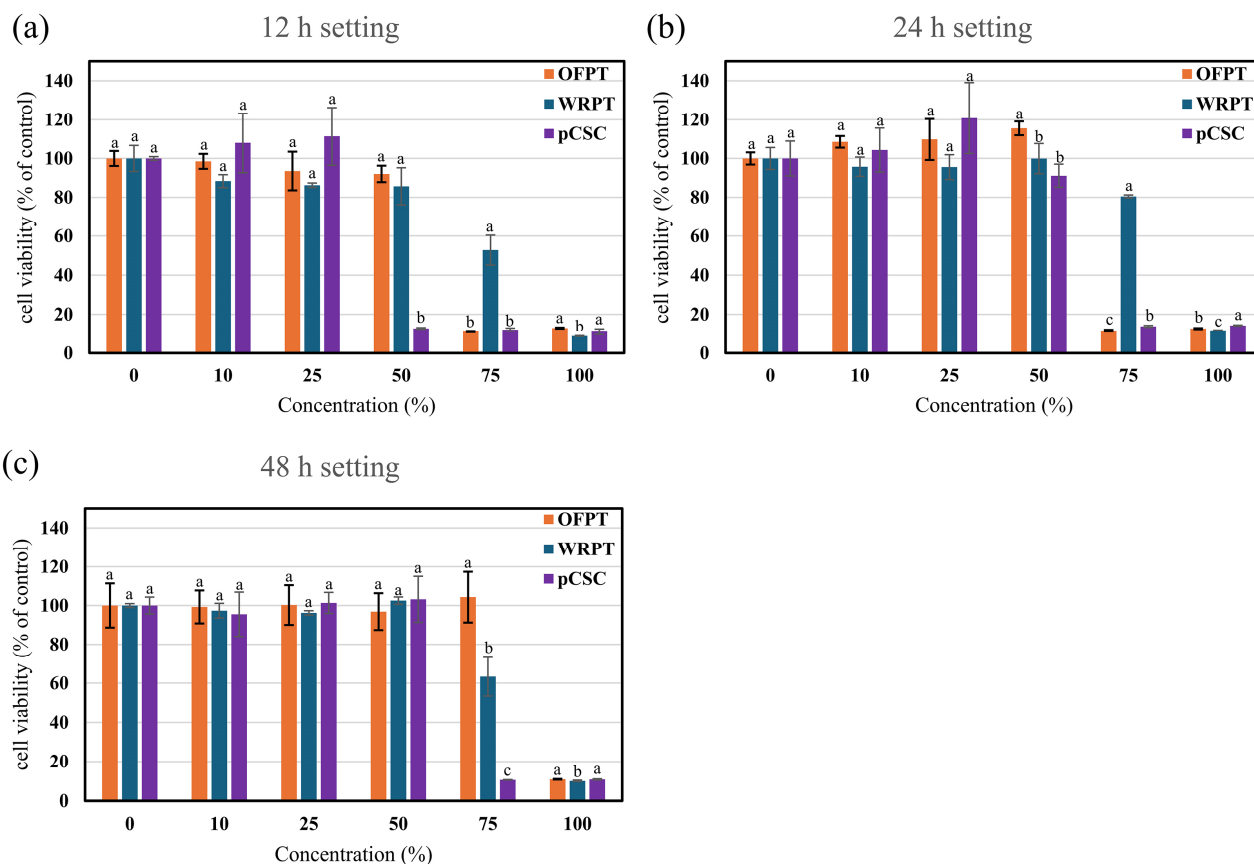 (a) 12 h setting
cell viability (% of control)
140
120
100
80
60
40
20
0
OFPT
WRPT
pCSC
a a a a a a a a a a a b b a b a b a
0 10 25 50 75 100
Concentration (%)
(b) 24 h setting
cell viability (% of control)
140
120
100
80
60
40
20
0
OFPT
WRPT
pCSC
a a a a a a a a a a b b c a b b c a
0 10 25 50 75 100
Concentration (%)
(c) 48 h setting
cell viability (% of control)
140
120
100
80
60
40
20
0
OFPT
WRPT
pCSC
a a a a a a a a a a a a a b c a b a
0 10 25 50 75 100
Concentration (%)